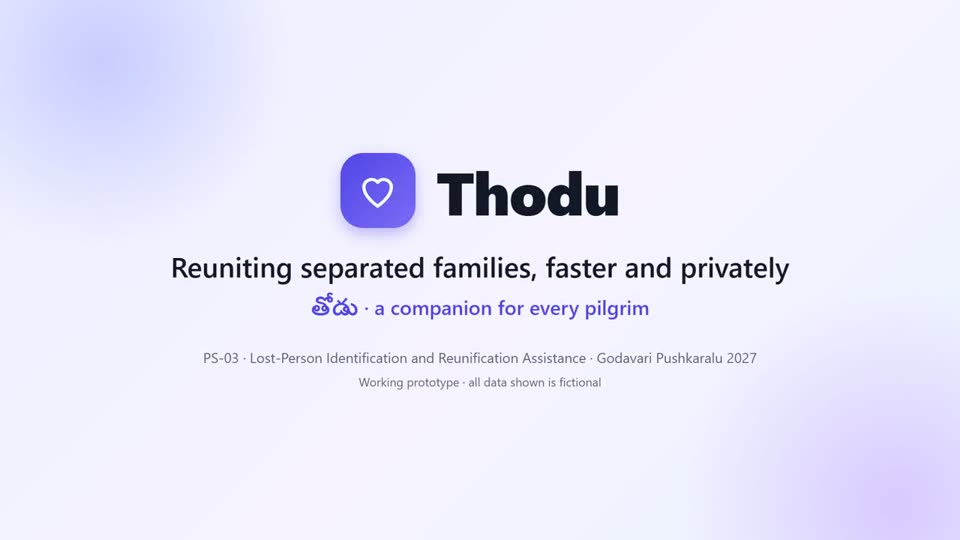 Thodu
Reuniting separated families, faster and privately
తోడు · a companion for every pilgrim
PS-03 · Lost-Person Identification and Reunification Assistance · Godavari Pushkaralu 2027
Working prototype · all data shown is fictional